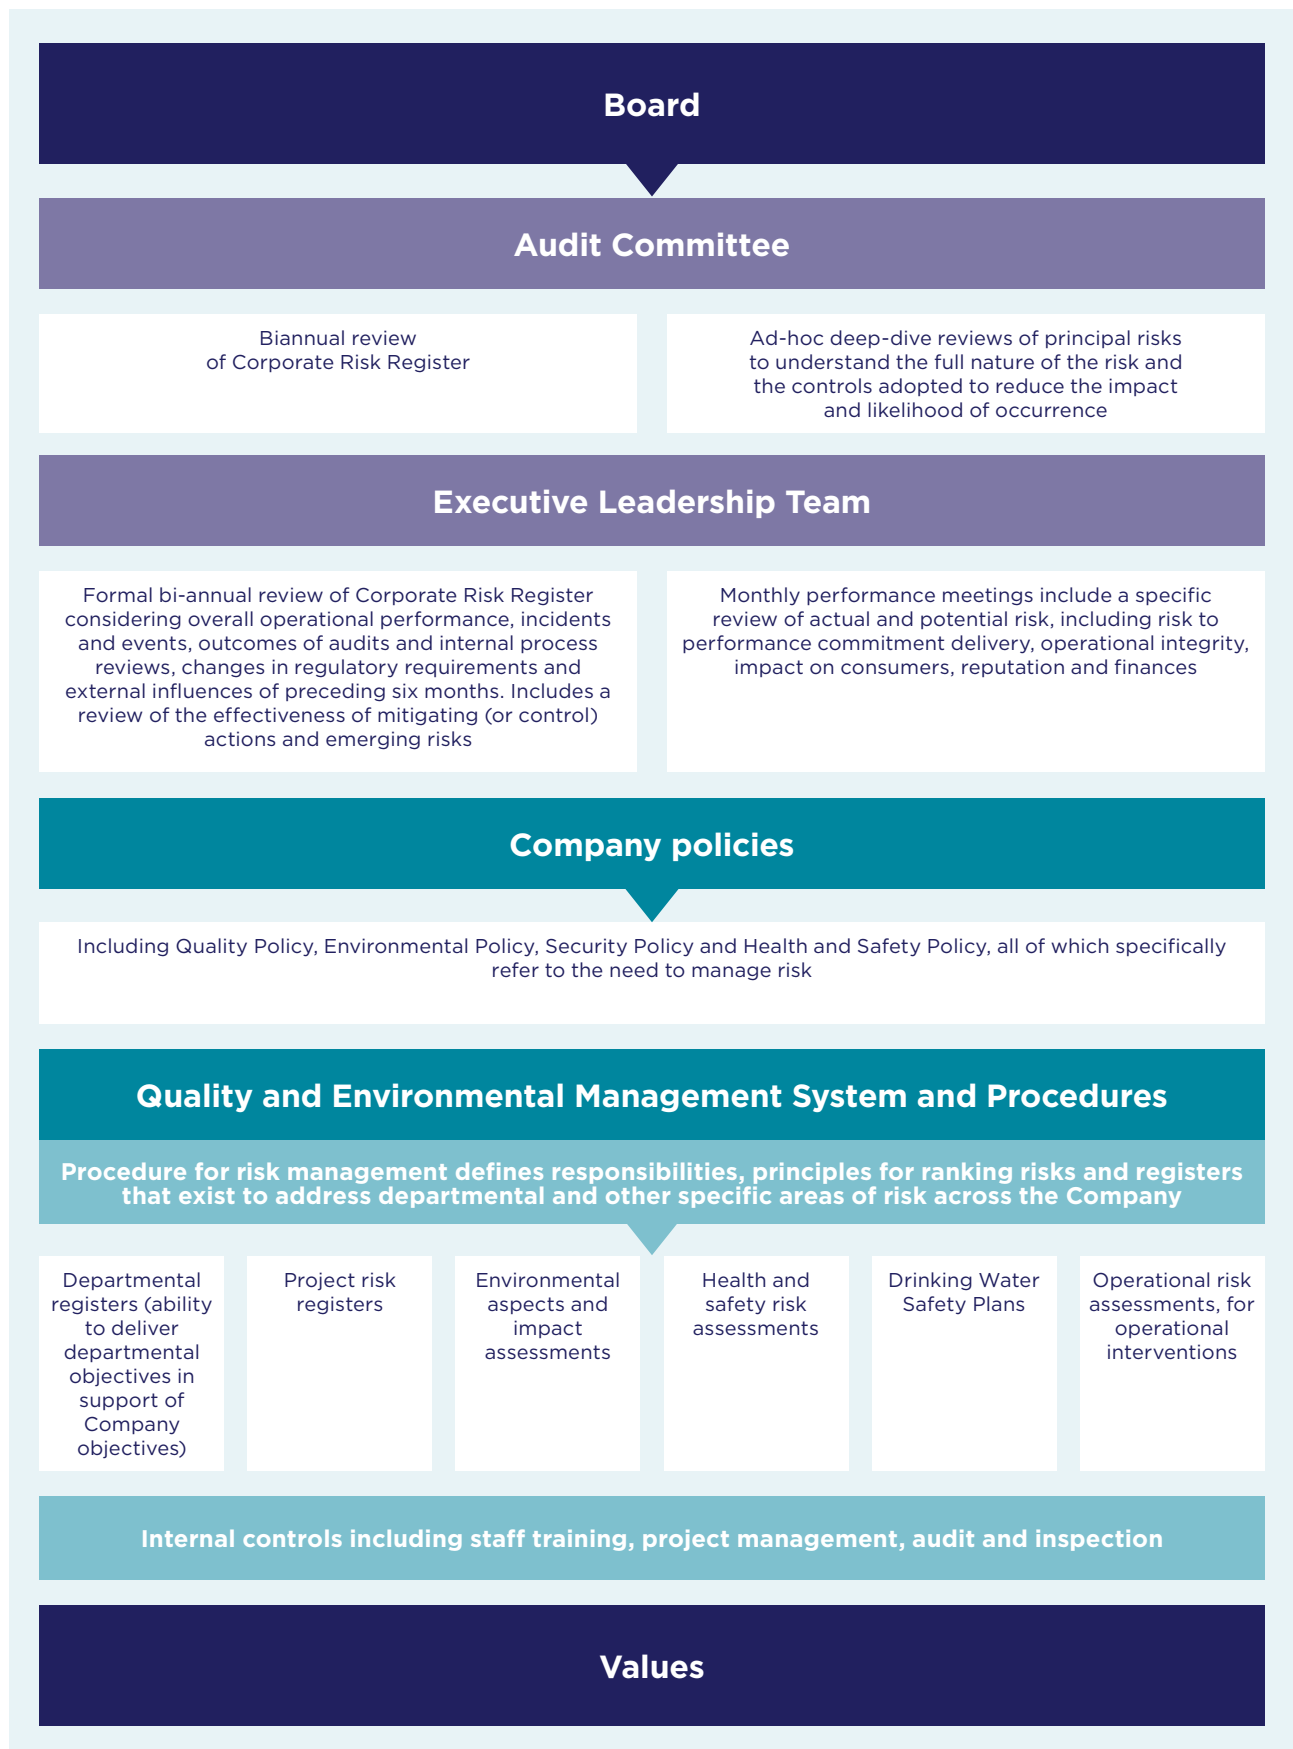 Board
Audit Committee
Biannual review
of Corporate Risk Register
Ad-hoc deep-dive reviews of principal risks
to understand the full nature of the risk and
the controls adopted to reduce the impact
and likelihood of occurrence
Executive Leadership Team
Formal bi-annual review of Corporate Risk Register
considering overall operational performance, incidents
and events, outcomes of audits and internal process
reviews, changes in regulatory requirements and
external influences of preceding six months. Includes a
review of the effectiveness of mitigating (or control)
actions and emerging risks
Monthly performance meetings include a specific
review of actual and potential risk, including risk to
performance commitment delivery, operational integrity,
impact on consumers, reputation and finances
Company policies
Including Quality Policy, Environmental Policy, Security Policy and Health and Safety Policy, all of which specifically
refer to the need to manage risk
Quality and Environmental Management System and Procedures
Procedure for risk management defines responsibilities, principles for ranking risks and registers
that exist to address departmental and other specific areas of risk across the Company
Departmental
registers (ability
to deliver
departmental
objectives in
support of
Company
objectives)
Project risk
registers
Environmental
aspects and
impact
assessments
Health and
safety risk
assessments
Drinking Water
Safety Plans
Operational risk
assessments, for
operational
interventions
Internal controls including staff training, project management, audit and inspection
Values